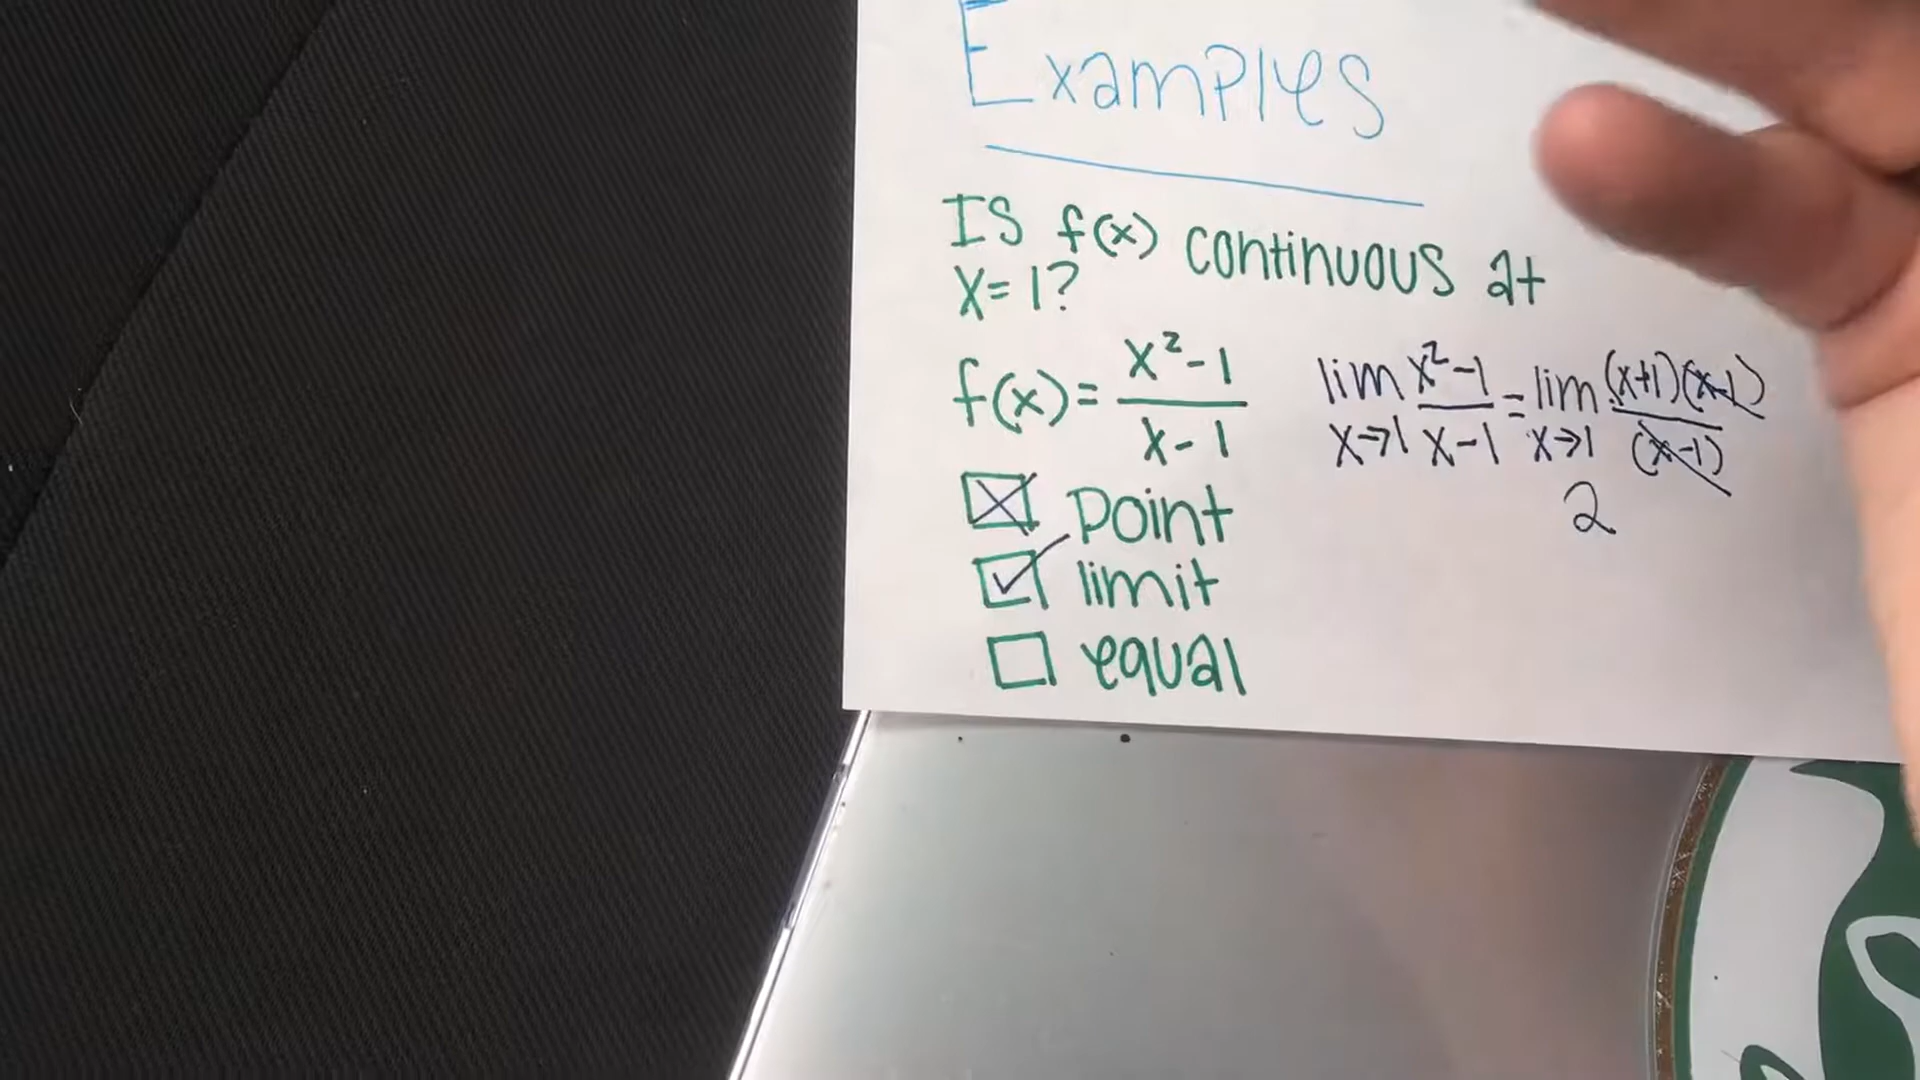 Examples
Is f(x) continuous at
x=1?
f(x)= x²-1 / x-1
lim x→1 x²-1 / x-1 = lim x→1 (x+1)(x-1) / (x-1)
2
point
limit
equal